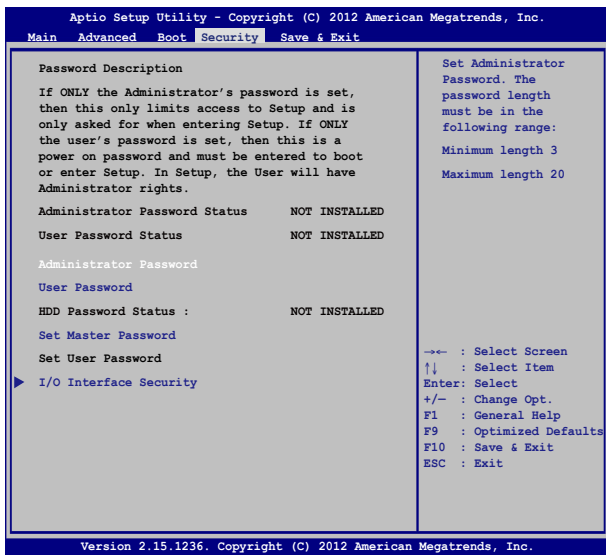 Aptio Setup Utility - Copyright (C) 2012 American Megatrends, Inc.
Main Advanced Boot Security Save & Exit
Password Description
If ONLY the Administrator's password is set,
then this only limits access to Setup and is
only asked for when entering Setup. If ONLY
the user's password is set, then this is a
power on password and must be entered to boot
or enter Setup. In Setup, the User will have
Administrator rights.
Administrator Password Status NOT INSTALLED
User Password Status NOT INSTALLED
Administrator Password
User Password
HDD Password Status : NOT INSTALLED
Set Master Password
Set User Password
I/O Interface Security
Set Administrator
Password. The
password length
must be in the
following range:
Minimum length 3
Maximum length 20
→← : Select Screen
↑↓ : Select Item
Enter: Select
+/— : Change Opt.
F1 : General Help
F9 : Optimized Defaults
F10 : Save & Exit
ESC : Exit
Version 2.15.1236. Copyright (C) 2012 American Megatrends, Inc.